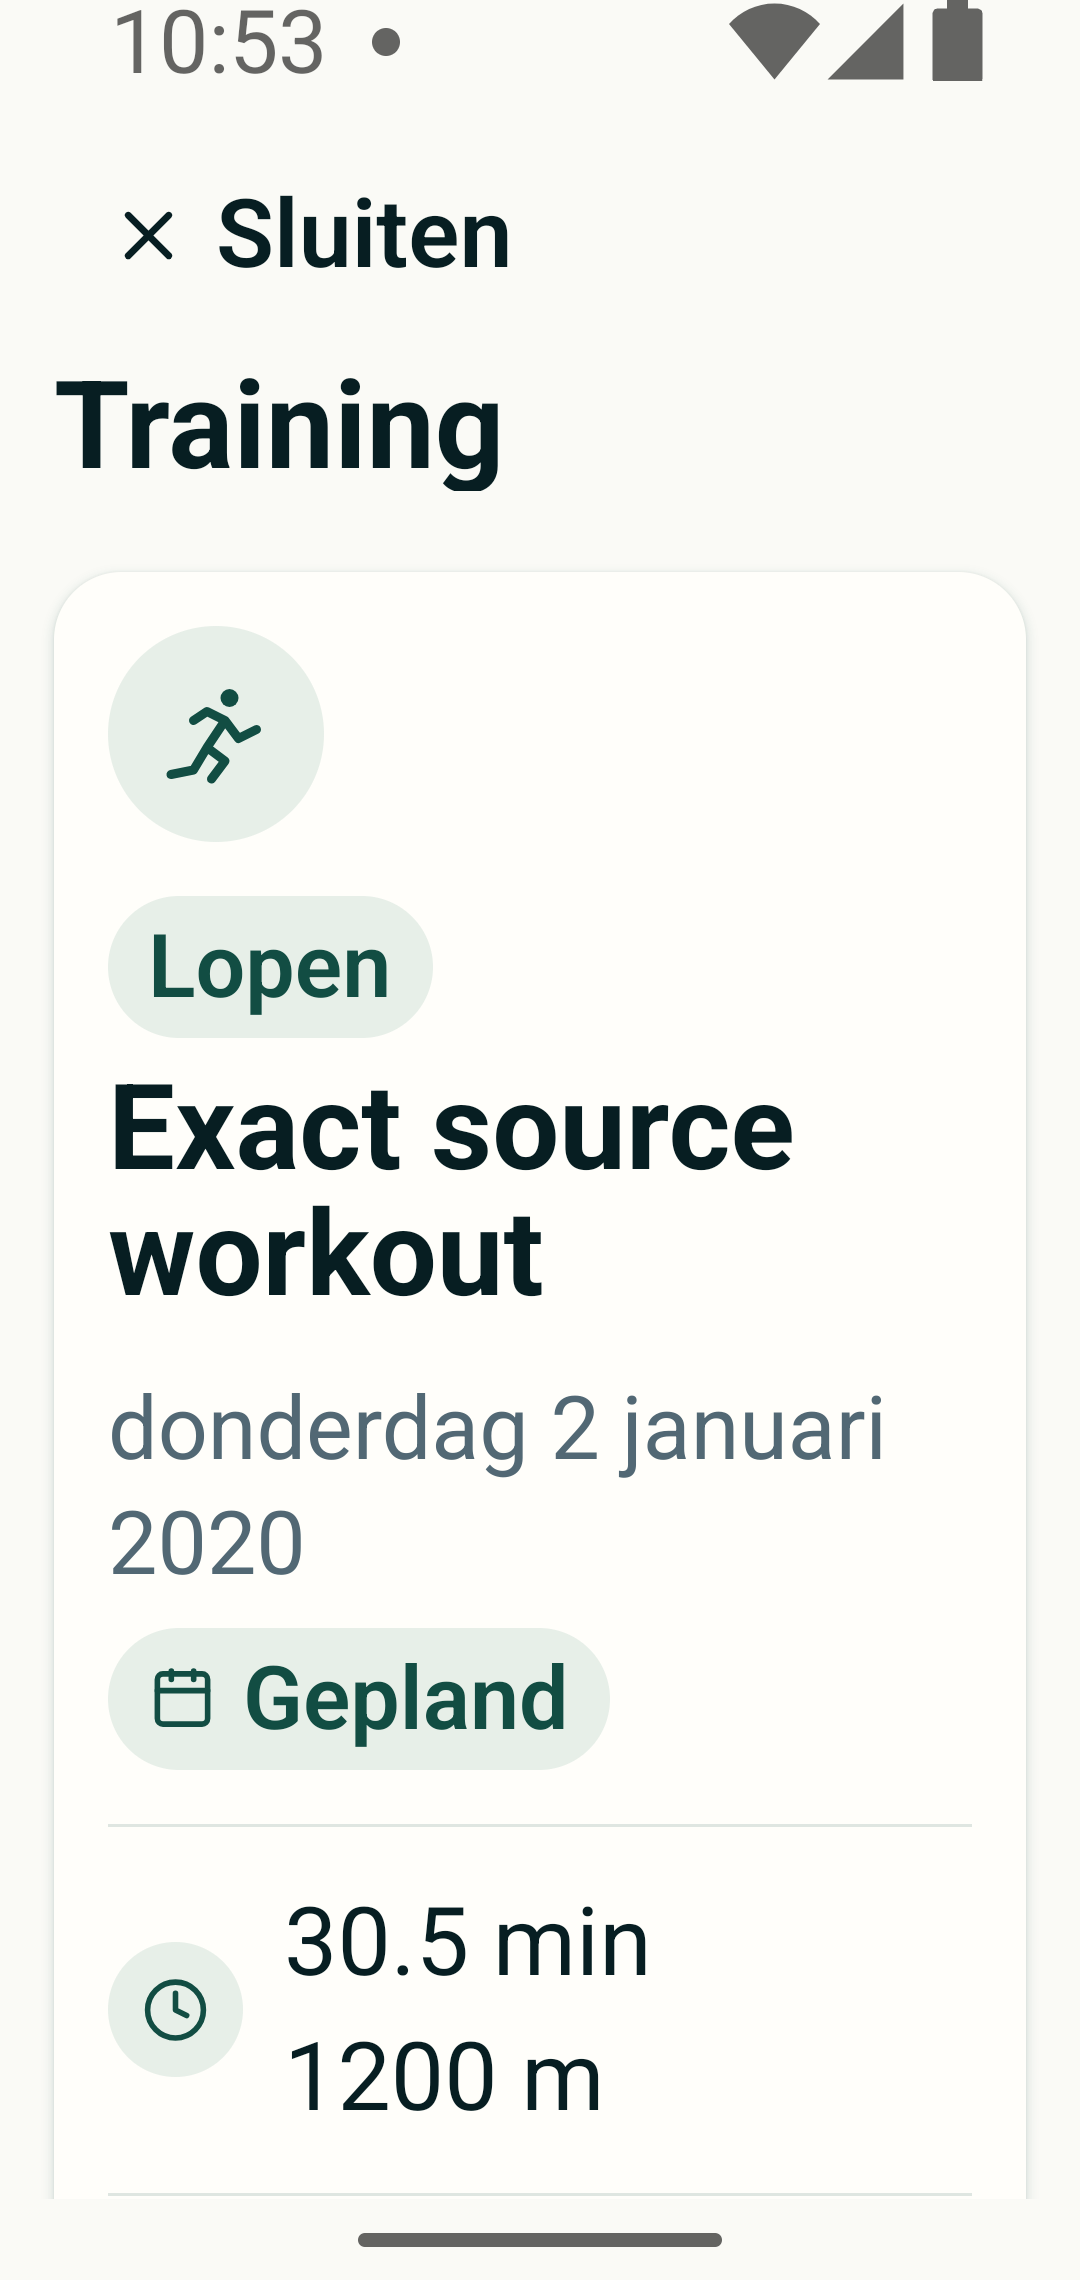 10:53
Sluiten
Training
Lopen
Exact source
workout
donderdag 2 januari
2020
Gepland
30.5 min
1200 m